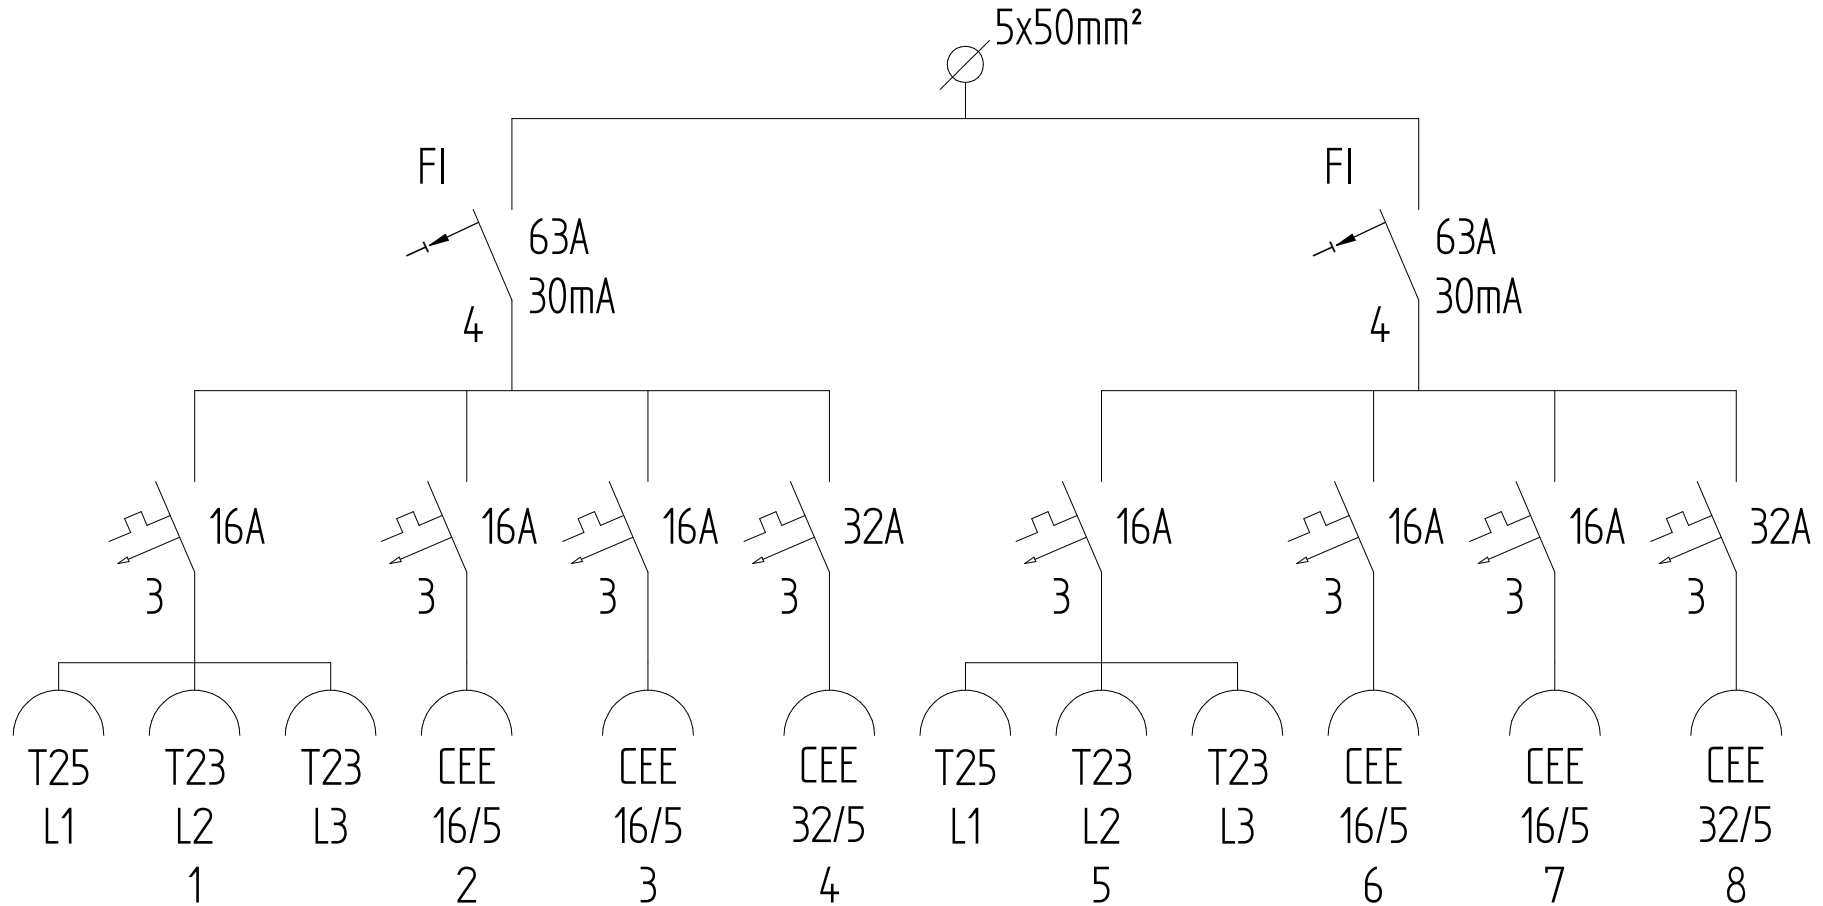 5x50mm²
FI FI
63A 63A
30mA 30mA
4 4
16A 16A 16A 32A 16A 16A 16A 32A
3 3 3 3 3 3 3 3
T25 T23 T23 CEE CEE CEE T25 T23 T23 CEE CEE CEE
L1 L2 L3 16/5 16/5 32/5 L1 L2 L3 16/5 16/5 32/5
1 2 3 4 5 6 7 8